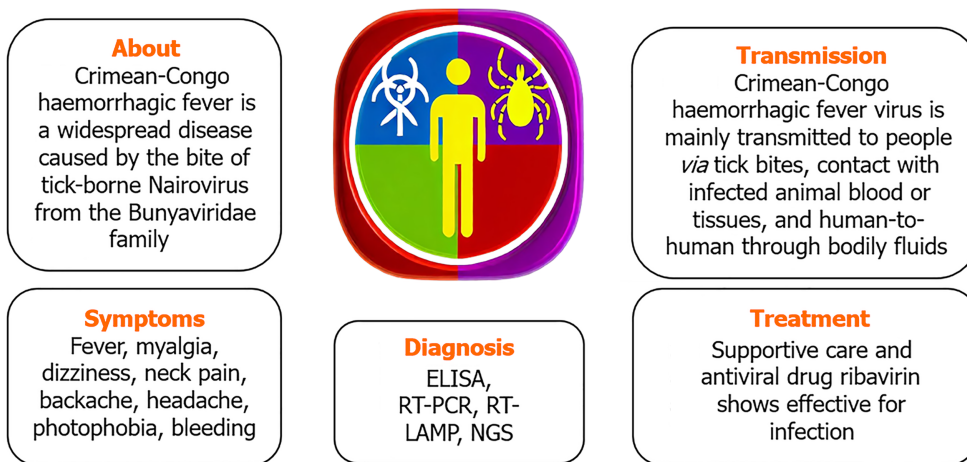 About
Crimean-Congo
haemorrhagic fever is
a widespread disease
caused by the bite of
tick-borne Nairovirus
from the Bunyaviridae
family
Transmission
Crimean-Congo
haemorrhagic fever virus is
mainly transmitted to people
via tick bites, contact with
infected animal blood or
tissues, and human-to-
human through bodily fluids
Symptoms
Fever, myalgia,
dizziness, neck pain,
backache, headache,
photophobia, bleeding
Diagnosis
ELISA,
RT-PCR, RT-
LAMP, NGS
Treatment
Supportive care and
antiviral drug ribavirin
shows effective for
infection